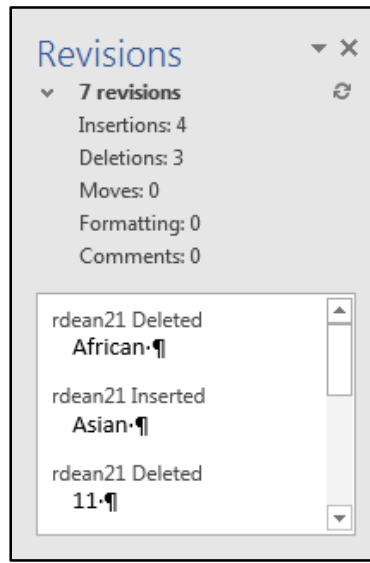 Revisions
7 revisions
Insertions: 4
Deletions: 3
Moves: 0
Formatting: 0
Comments: 0
rdean21 Deleted
African·¶
rdean21 Inserted
Asian·¶
rdean21 Deleted
11·¶